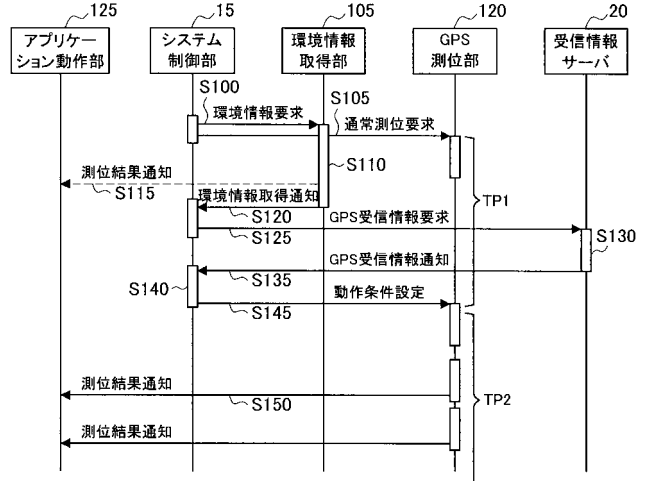 125
15
105
120
20
アプリケー
ション動作部
システム
制御部
環境情報
取得部
GPS
測位部
受信情報
サーバ
S100
環境情報要求
S105
通常測位要求
S110
測位結果通知
S115
環境情報取得通知
S120
TP1
S125
GPS受信情報要求
S130
GPS受信情報通知
S135
S140
動作条件設定
S145
測位結果通知
S150
TP2
測位結果通知